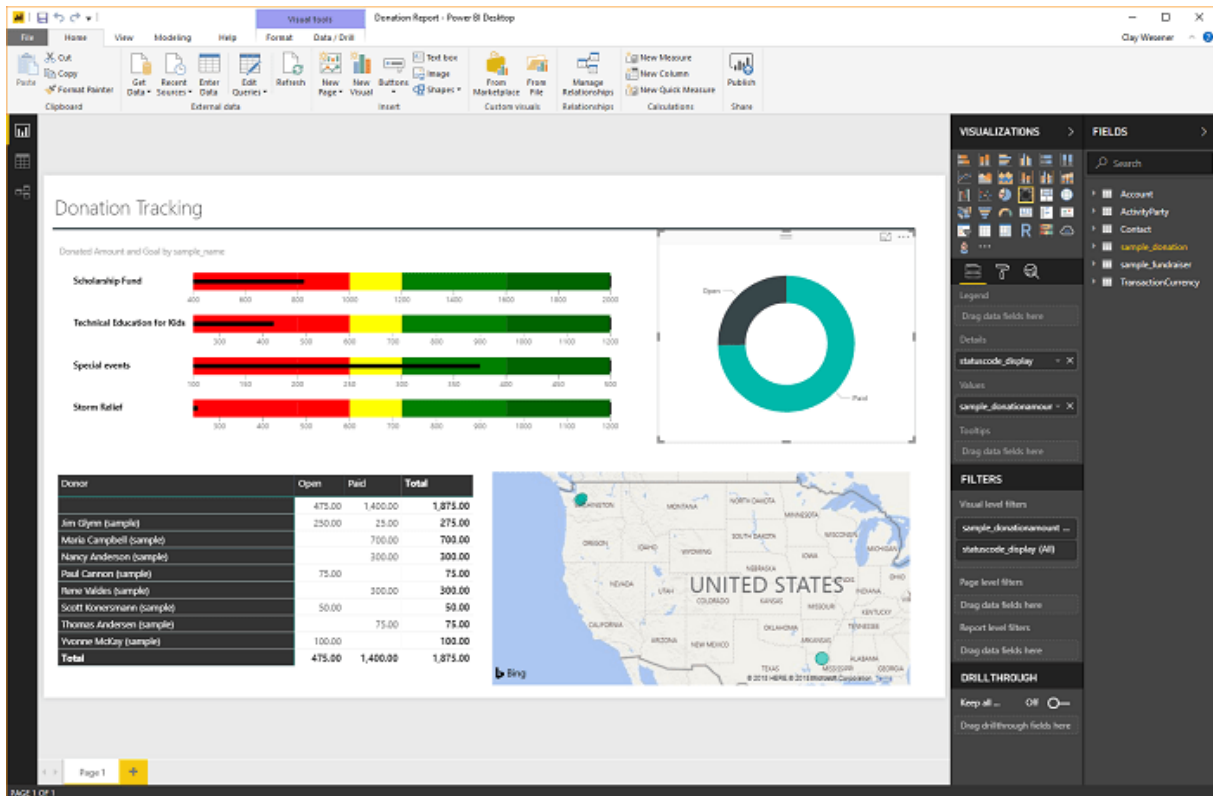 Visual tools
Donation Report - Power BI Desktop
File Home View Modeling Help Format Data / Drill
Clay Wesener
Paste
Cut
Copy
Format Painter
Get Data
Recent Sources
Enter Data
Edit Queries
Refresh
New Page
New Visual
Buttons
Text box
Image
Shapes
From Marketplace
From File
Manage Relationships
New Measure
New Column
New Quick Measure
Publish
Clipboard External data Insert Custom visuals Relationships Calculations Share
Donation Tracking
Donated Amount and Goal by sample_name
Scholarship Fund
400 600 800 1000 1200 1400 1600 1800 2000
Technical Education for Kids
300 400 500 600 700 800 900 1000 1100 1200
Special events
100 150 200 250 300 350 400 450 500
Storm Relief
300 400 500 600 700 800 900 1000 1100 1200
Open
Paid
Donor Open Paid Total
475.00 1,400.00 1,875.00
Jim Glynn (sample) 250.00 25.00 275.00
Maria Campbell (sample) 700.00 700.00
Nancy Anderson (sample) 300.00 300.00
Paul Cannon (sample) 75.00 75.00
Rene Valdes (sample) 300.00 300.00
Scott Konersmann (sample) 50.00 50.00
Thomas Andersen (sample) 75.00 75.00
Yvonne McKay (sample) 100.00 100.00
Total 475.00 1,400.00 1,875.00
MONTANA
NORTH DAKOTA
MINNESOTA
OREGON
IDAHO
WYOMING
SOUTH DAKOTA
WISCONSIN
MICHIGAN
IOWA
NEBRASKA
NEVADA
UTAH
UNITED STATES
OHIO
INDIANA
COLORADO
KANSAS
MISSOURI
KENTUCKY
CALIFORNIA
OKLAHOMA
TENNESSEE
ARIZONA
NEW MEXICO
ARKANSAS
TEXAS
MISSISSIPPI
ALABAMA
GEORGIA
Bing
© 2018 HERE, © 2018 Microsoft Corporation Terms
VISUALIZATIONS
R
Legend
Drag data fields here
Details
statuscode_display
Values
sample_donationamour
Tooltips
Drag data fields here
FILTERS
Visual level filters
sample_donationamount ...
statuscode_display (All)
Page level filters
Drag data fields here
Report level filters
Drag data fields here
DRILLTHROUGH
Keep all ... Off
Drag drillthrough fields here
FIELDS
Search
Account
ActivityParty
Contact
sample_donation
sample_fundraiser
TransactionCurrency
Page 1
PAGE 1 OF 1